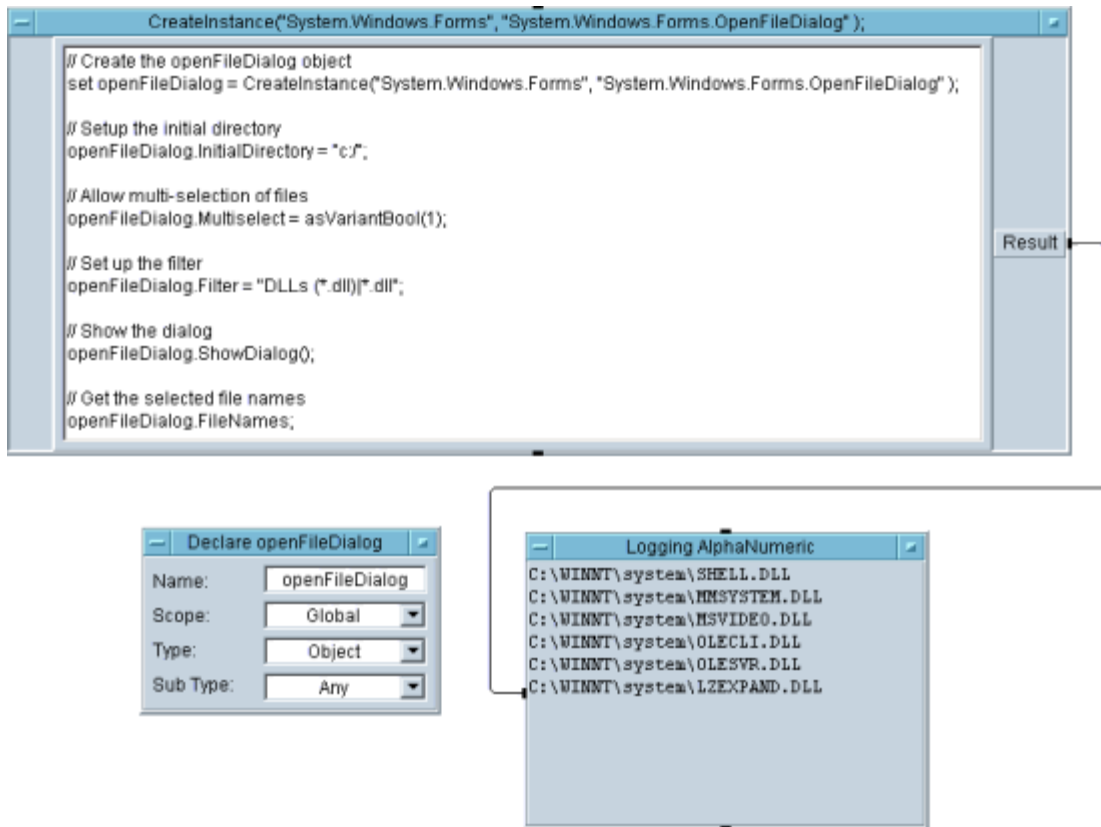 CreateInstance("System.Windows.Forms", "System.Windows.Forms.OpenFileDialog" );
// Create the openFileDialog object
set openFileDialog = CreateInstance("System.Windows.Forms", "System.Windows.Forms.OpenFileDialog" );
// Setup the initial directory
openFileDialog.InitialDirectory = "c:/";
// Allow multi-selection of files
openFileDialog.Multiselect = asVariantBool(1);
// Set up the filter
openFileDialog.Filter = "DLLs (*.dll)|*.dll";
// Show the dialog
openFileDialog.ShowDialog();
// Get the selected file names
openFileDialog.FileNames;
Result
Declare openFileDialog
Name: openFileDialog
Scope: Global
Type: Object
Sub Type: Any
Logging AlphaNumeric
C:\WINNT\system\SHELL.DLL
C:\WINNT\system\MMSYSTEM.DLL
C:\WINNT\system\MSVIDEO.DLL
C:\WINNT\system\OLECLI.DLL
C:\WINNT\system\OLESVR.DLL
C:\WINNT\system\LZEXPAND.DLL